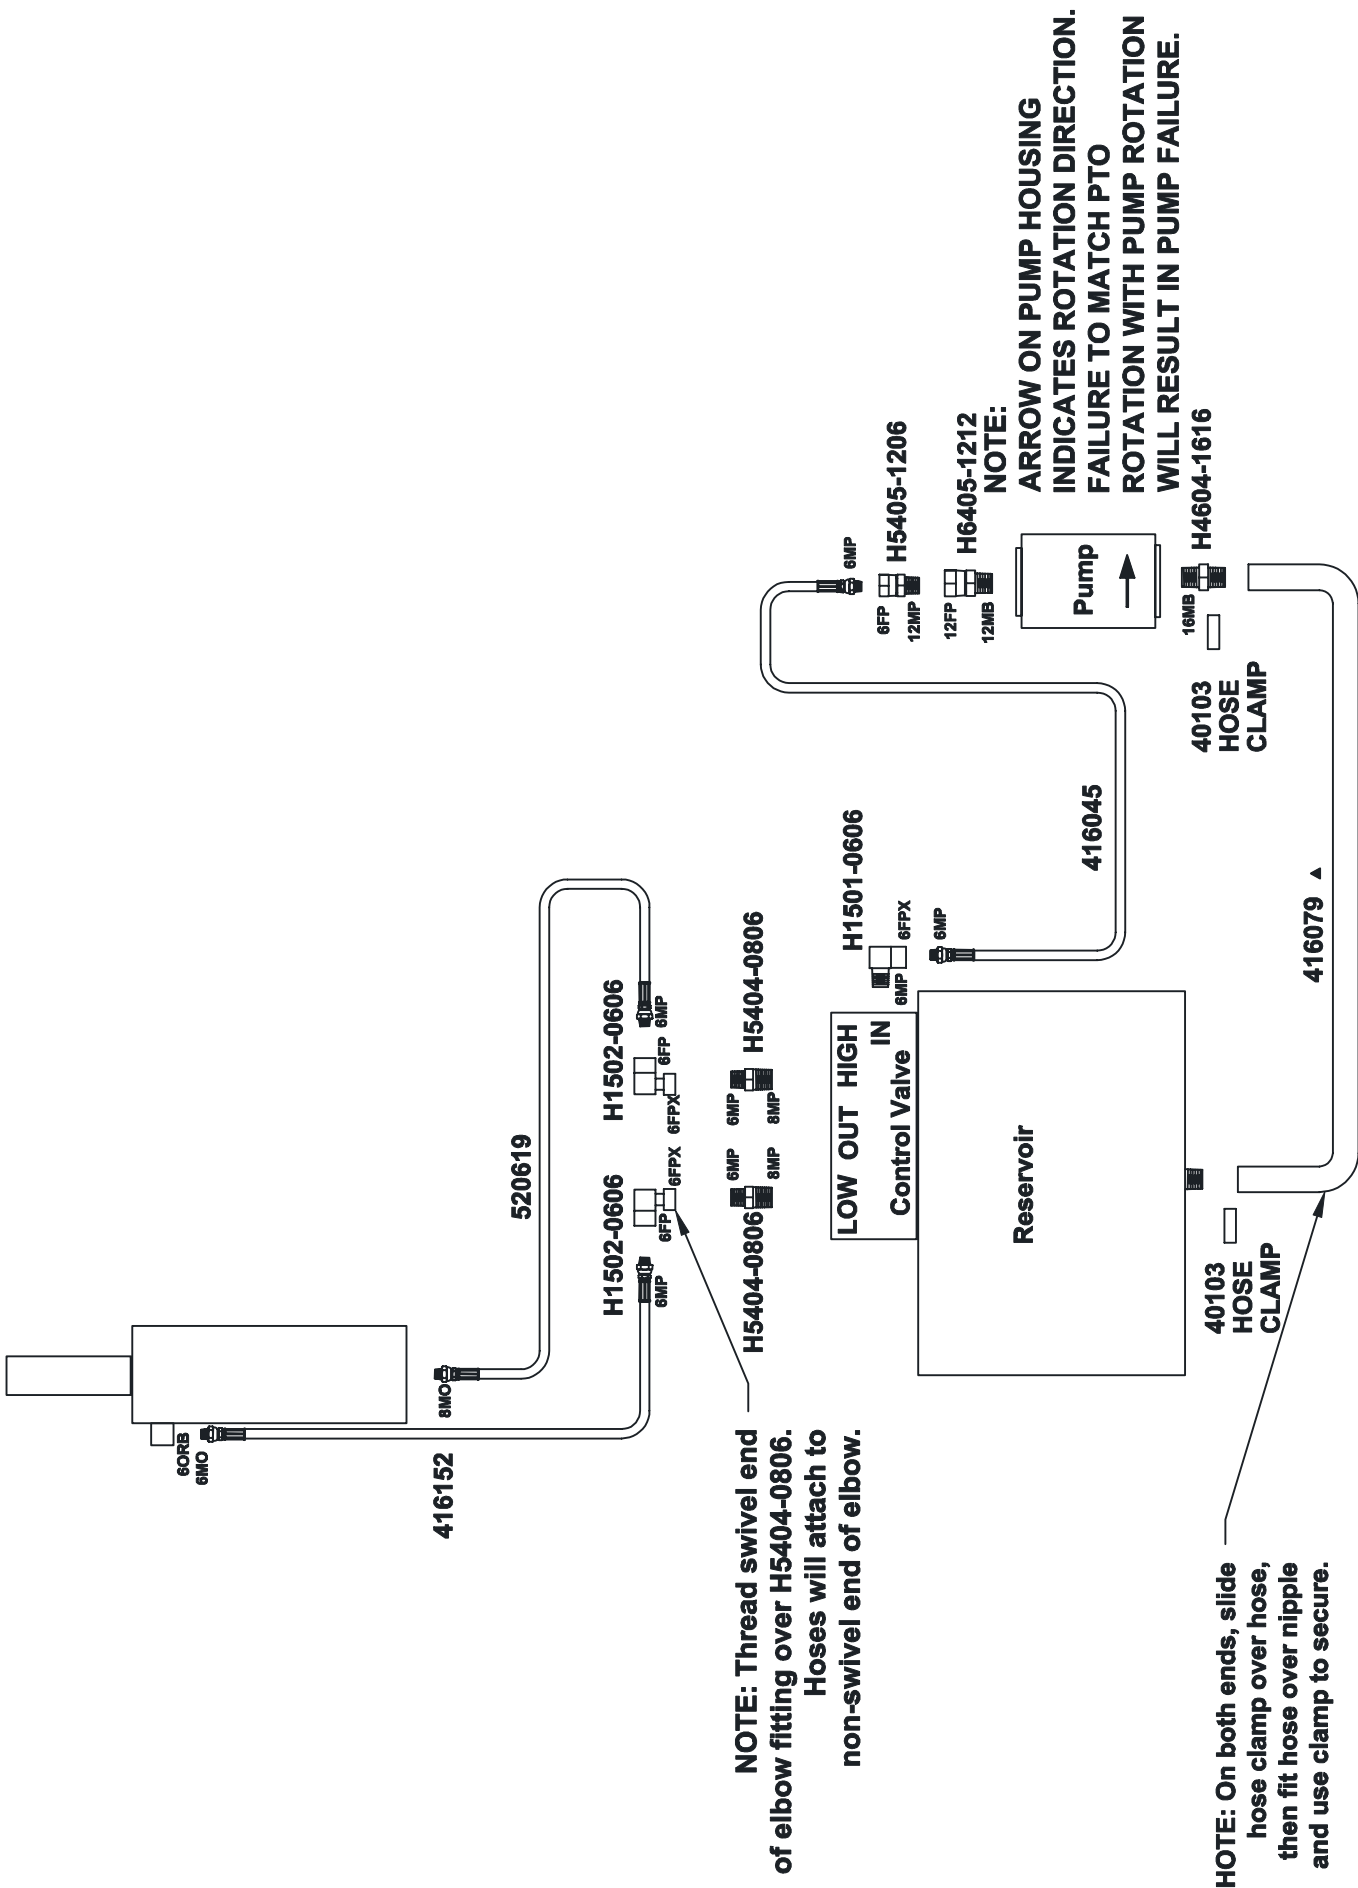 6ORB
6MO
416152
8MO
520619
H1502-0606
6MP
6FP
6FPX
H1502-0606
6MP
6FP
6FPX
H5404-0806
6MP
8MP
H5404-0806
6MP
8MP
NOTE: Thread swivel end
of elbow fitting over H5404-0806.
Hoses will attach to
non-swivel end of elbow.
LOW OUT HIGH
IN
Control Valve
Reservoir
H1501-0606
6FPX
6MP
6MP
416045
6MP
6FP
12MP
H5405-1206
12FP
12MB
H6405-1212
NOTE:
ARROW ON PUMP HOUSING
INDICATES ROTATION DIRECTION.
FAILURE TO MATCH PTO
ROTATION WITH PUMP ROTATION
WILL RESULT IN PUMP FAILURE.
Pump
16MB
H4604-1616
40103
HOSE
CLAMP
416079
40103
HOSE
CLAMP
HOTE: On both ends, slide
hose clamp over hose,
then fit hose over nipple
and use clamp to secure.